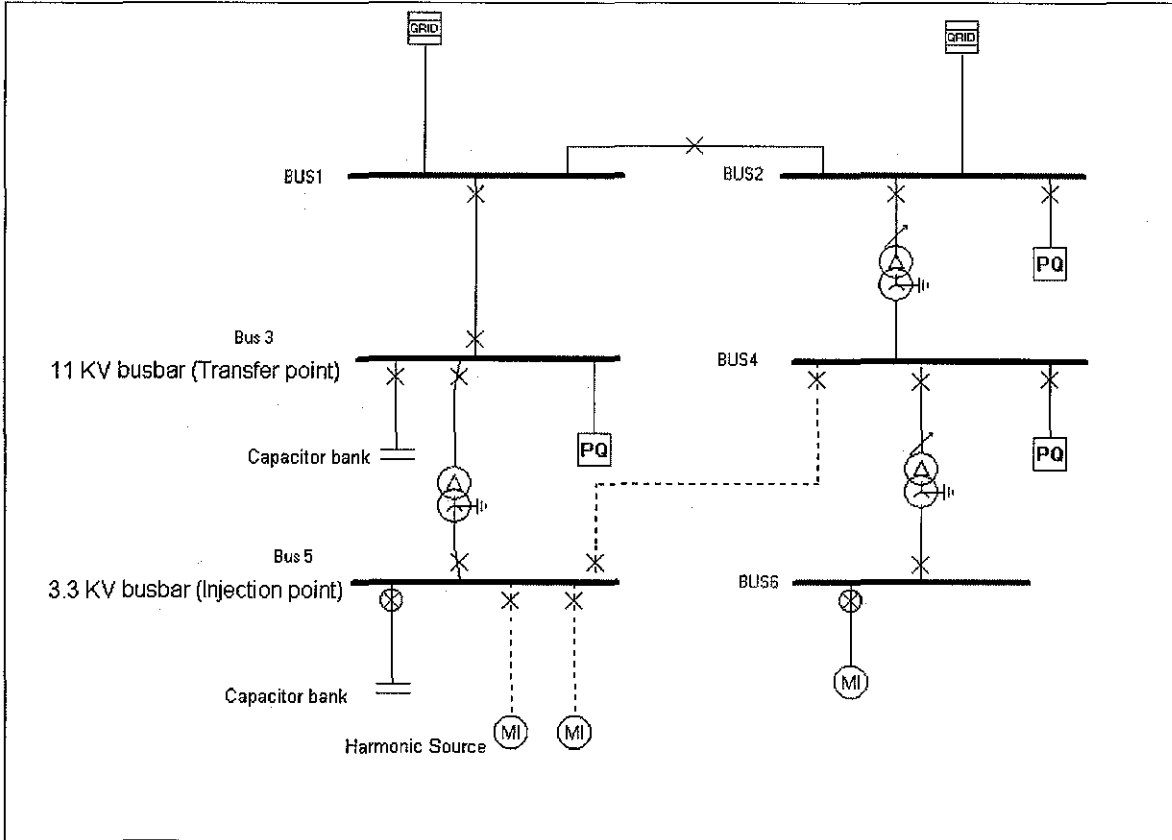 GRID
GRID
BUS1
BUS2
PQ
Bus 3
11 KV busbar (Transfer point)
BUS4
Capacitor bank
PQ
PQ
Bus 5
3.3 KV busbar (Injection point)
BUS6
Capacitor bank
MI
Harmonic Source
MI
MI